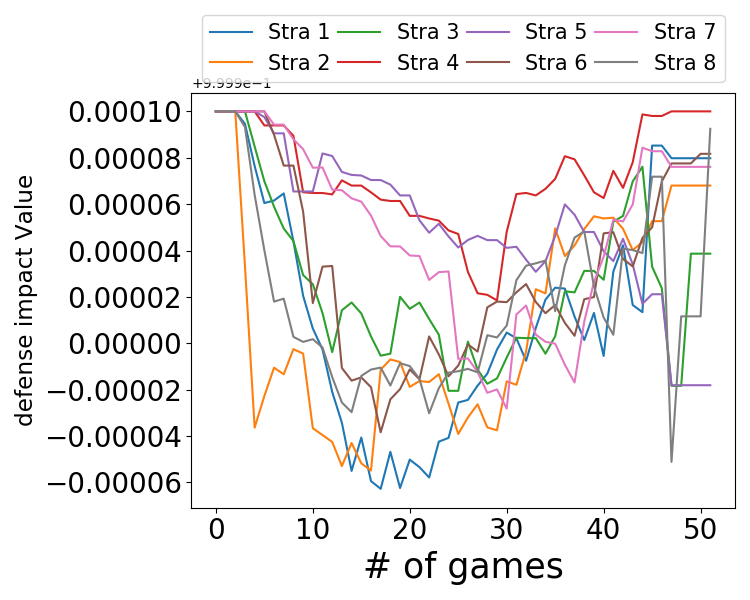 Stra 1 Stra 3 Stra 5 Stra 7
Stra 2 Stra 4 Stra 6 Stra 8
+9.999e−1
0.00010
0.00008
0.00006
0.00004
0.00002
0.00000
−0.00002
−0.00004
−0.00006
defense impact Value
0 10 20 30 40 50
# of games